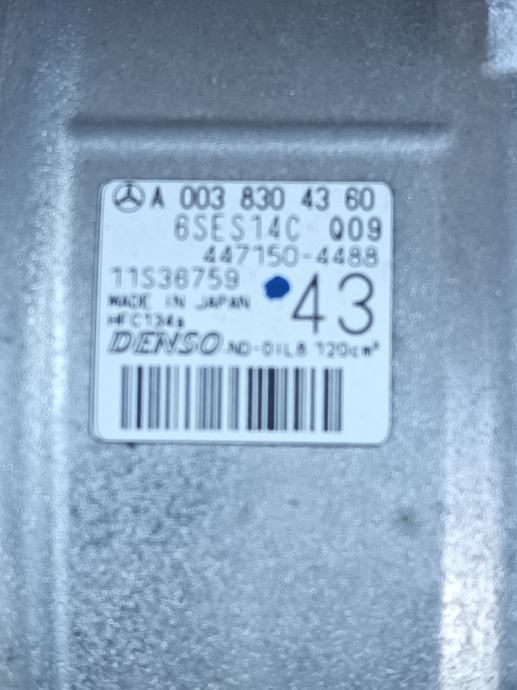 A 003 830 43 60
6SES14C Q09
447150-4488
11S36759
43
MADE IN JAPAN
HFC134a
DENSO ND-OIL8 120cm³